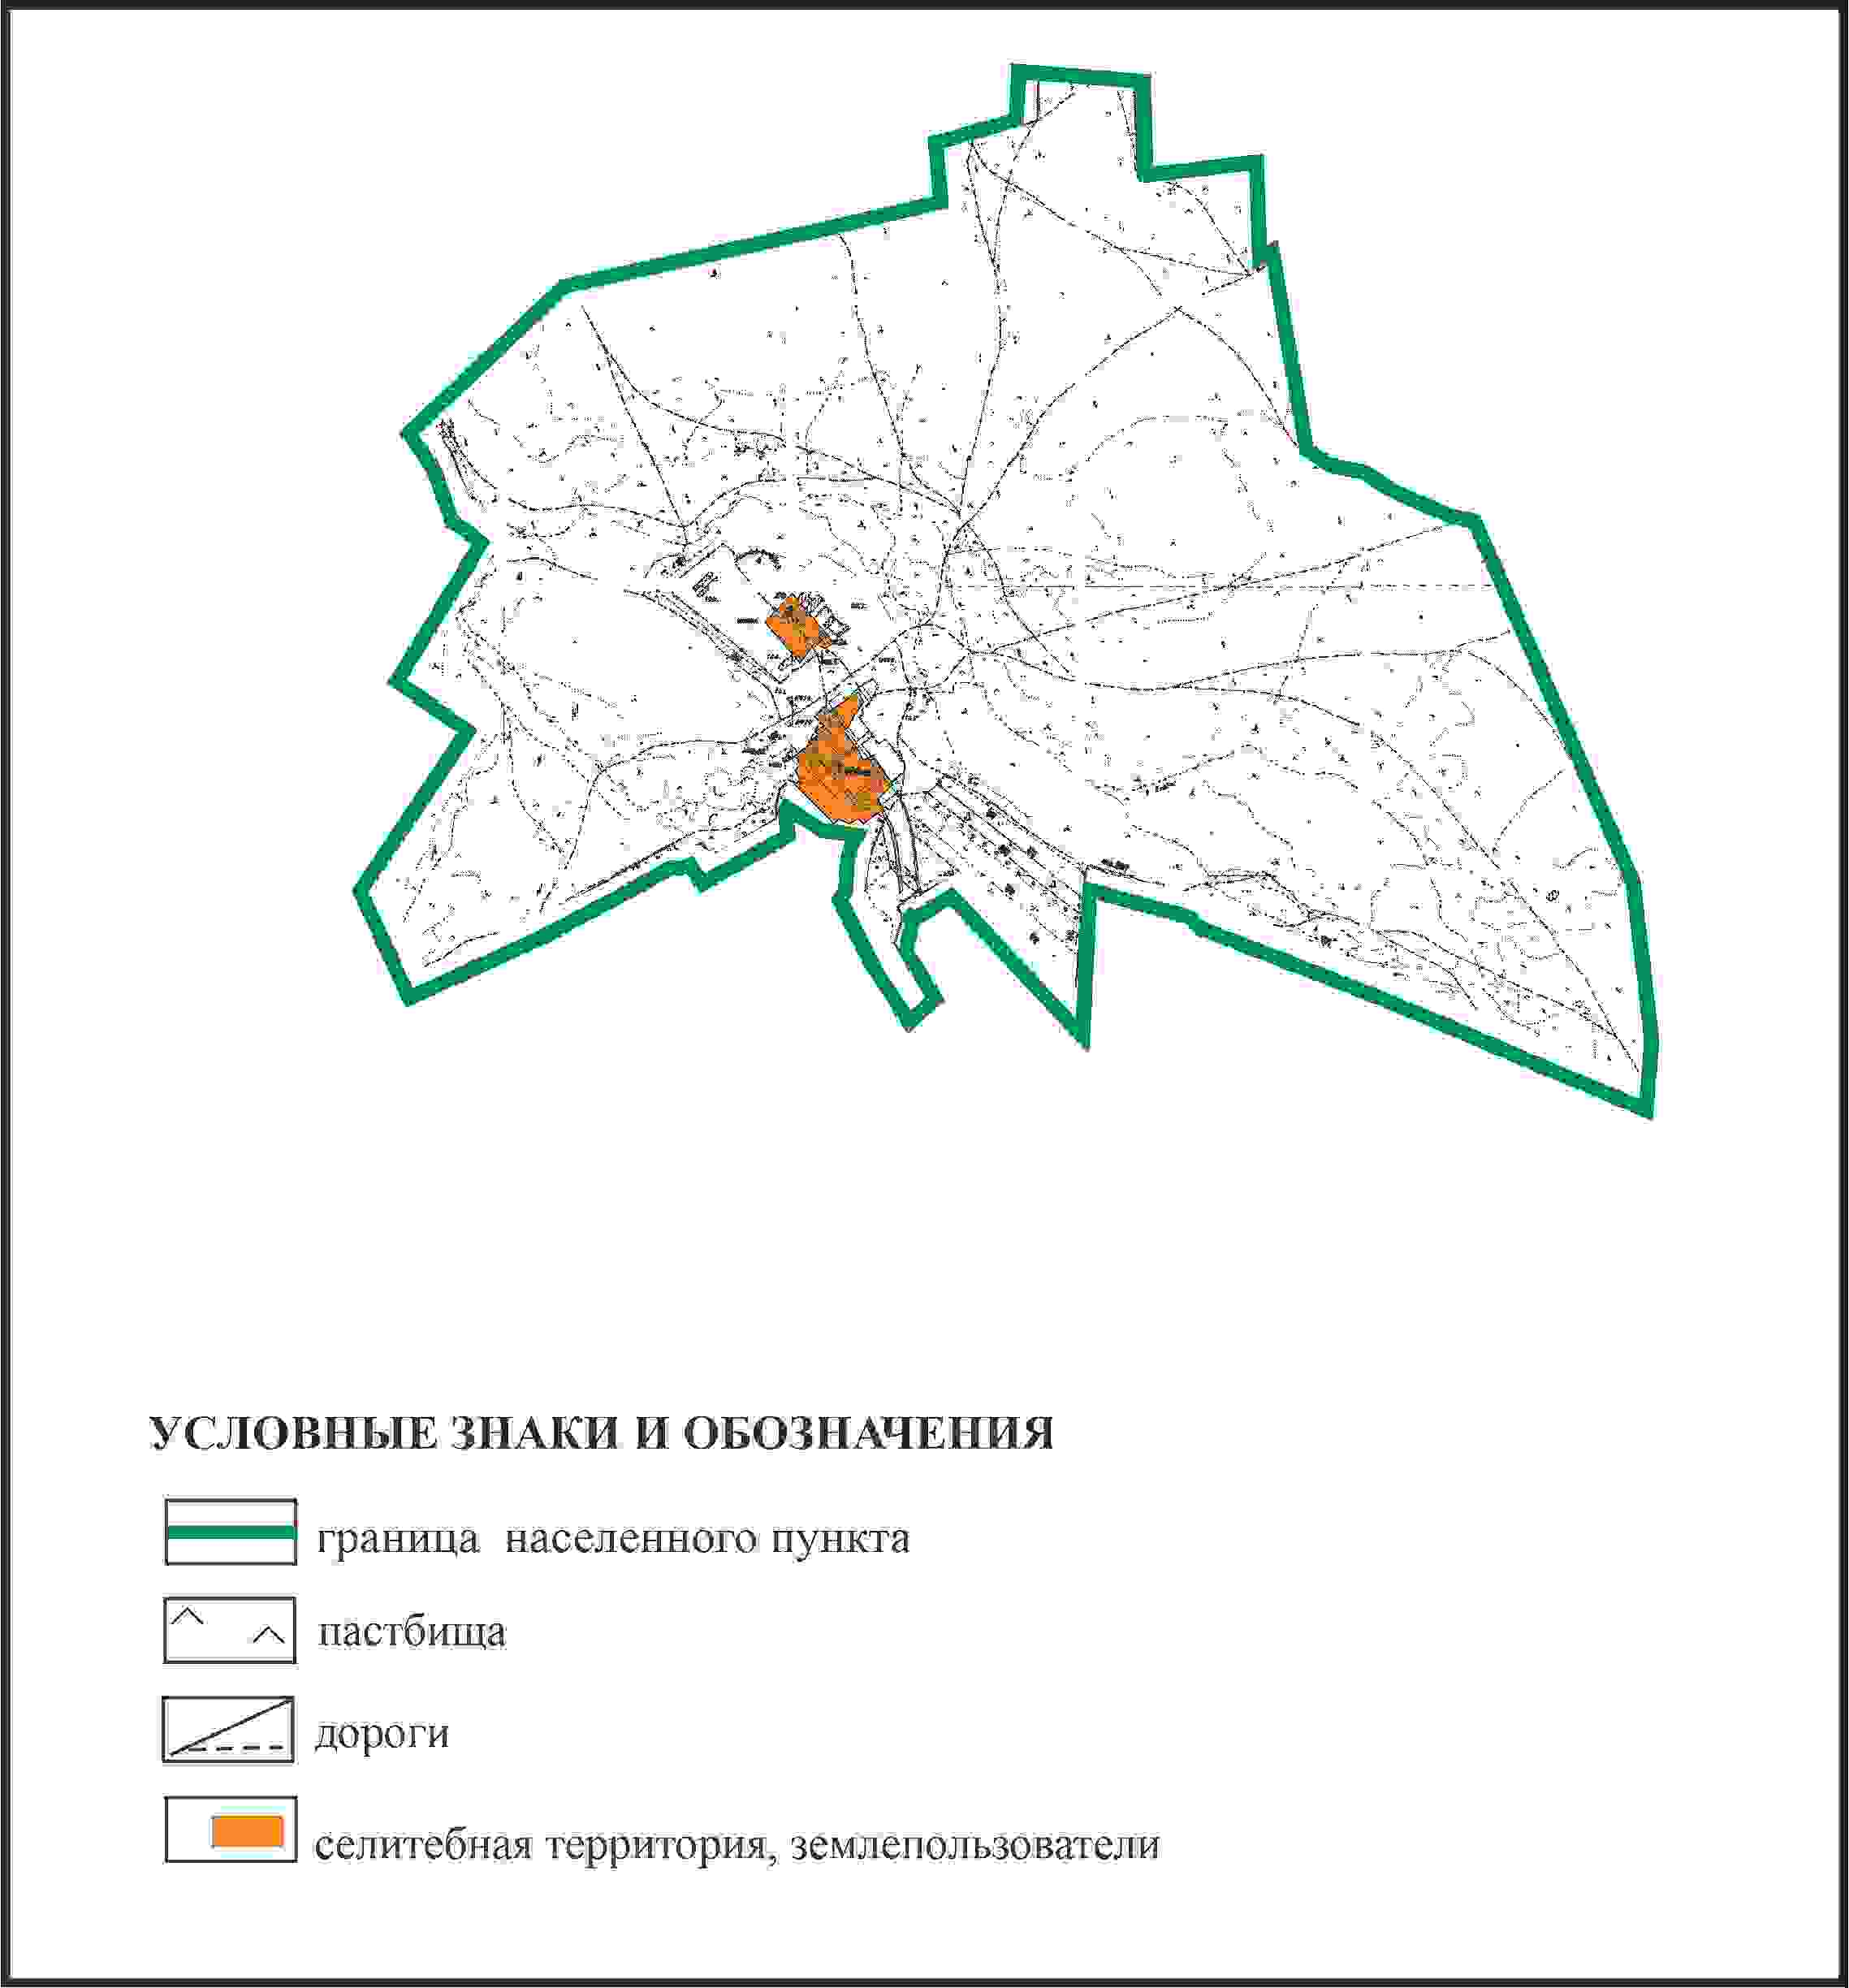 УСЛОВНЫЕ ЗНАКИ И ОБОЗНАЧЕНИЯ
граница населенного пункта
пастбища
дороги
селитебная территория, землепользователи